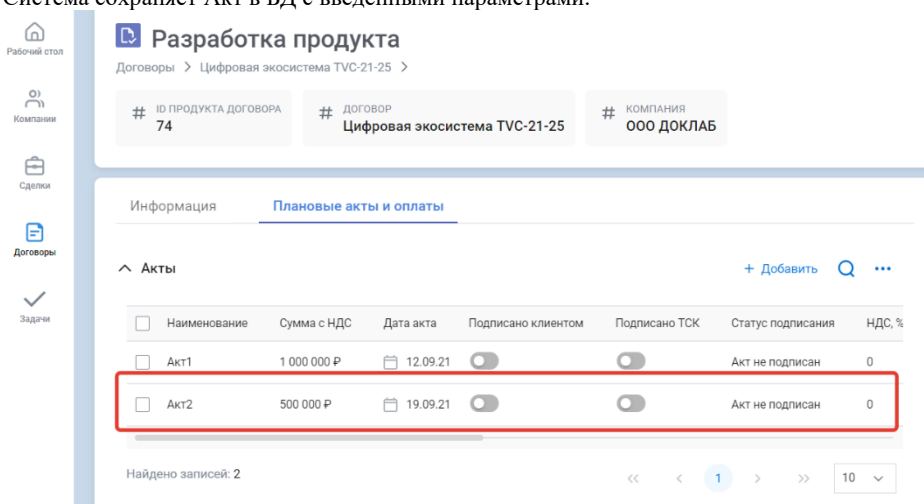 Система сохраняет Акт в БД с введенными параметрами.
Рабочий стол
Компании
Сделки
Договоры
Задачи
Разработка продукта
Договоры > Цифровая экосистема TVC-21-25 >
# ID ПРОДУКТА ДОГОВОРА
74
# ДОГОВОР
Цифровая экосистема TVC-21-25
# КОМПАНИЯ
ООО ДОКЛАБ
Информация Плановые акты и оплаты
Акты + Добавить
Наименование Сумма с НДС Дата акта Подписано клиентом Подписано ТСК Статус подписания НДС, %
Акт1 1 000 000 ₽ 12.09.21 Акт не подписан 0
Акт2 500 000 ₽ 19.09.21 Акт не подписан 0
Найдено записей: 2 << < 1 > >> 10